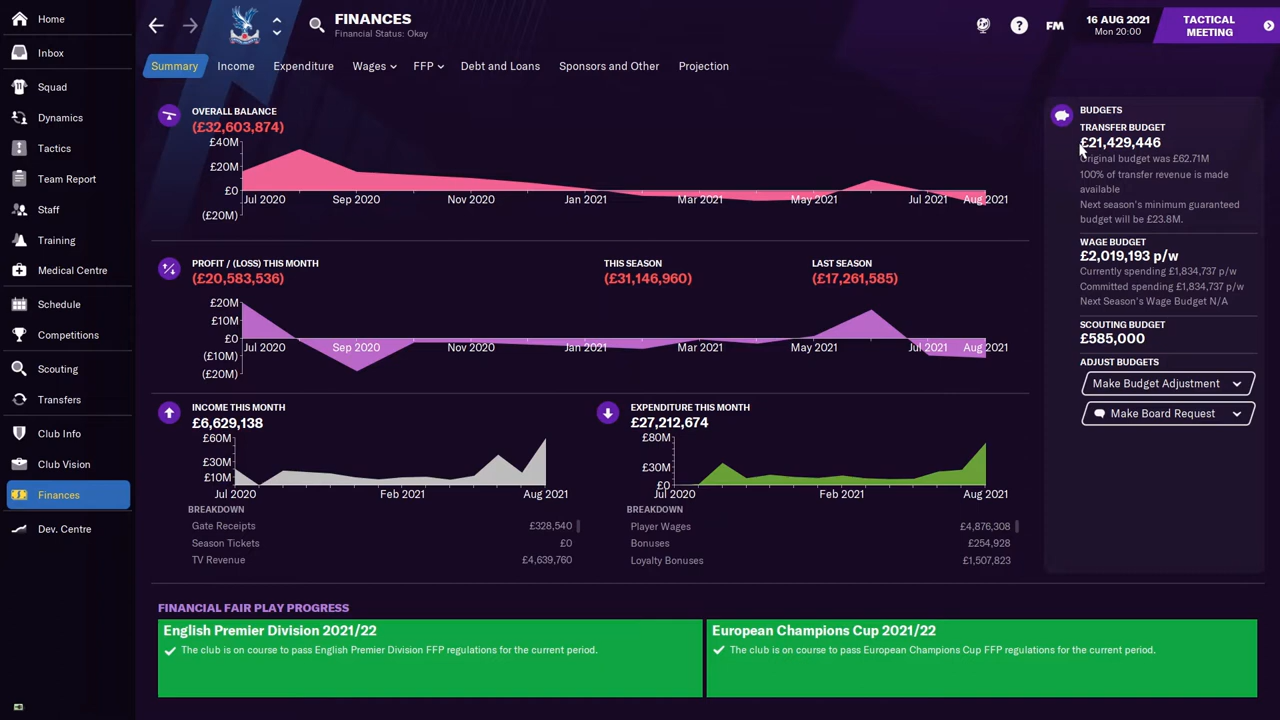 Home
Inbox
Squad
Dynamics
Tactics
Team Report
Staff
Training
Medical Centre
Schedule
Competitions
Scouting
Transfers
Club Info
Club Vision
Finances
Dev. Centre
FINANCES
Financial Status: Okay
?
FM
16 AUG 2021
Mon 20:00
TACTICAL
MEETING
Summary
Income
Expenditure
Wages
FFP
Debt and Loans
Sponsors and Other
Projection
OVERALL BALANCE
(£32,603,874)
£40M
£20M
£0
(£20M)
Jul 2020 Sep 2020 Nov 2020 Jan 2021 Mar 2021 May 2021 Jul 2021 Aug 2021
PROFIT / (LOSS) THIS MONTH
(£20,583,536)
THIS SEASON
(£31,146,960)
LAST SEASON
(£17,261,585)
£20M
£10M
£0
(£10M)
(£20M)
Jul 2020 Sep 2020 Nov 2020 Jan 2021 Mar 2021 May 2021 Jul 2021 Aug 2021
INCOME THIS MONTH
£6,629,138
£60M
£30M
£10M
Jul 2020 Feb 2021 Aug 2021
BREAKDOWN
Gate Receipts £328,540
Season Tickets £0
TV Revenue £4,639,760
EXPENDITURE THIS MONTH
£27,212,674
£80M
£30M
£0
Jul 2020 Feb 2021 Aug 2021
BREAKDOWN
Player Wages £4,876,308
Bonuses £254,928
Loyalty Bonuses £1,507,823
BUDGETS
TRANSFER BUDGET
£21,429,446
Original budget was £62.71M
100% of transfer revenue is made
available
Next season's minimum guaranteed
budget will be £23.8M.
WAGE BUDGET
£2,019,193 p/w
Currently spending £1,834,737 p/w
Committed spending £1,834,737 p/w
Next Season's Wage Budget N/A
SCOUTING BUDGET
£585,000
ADJUST BUDGETS
Make Budget Adjustment
Make Board Request
FINANCIAL FAIR PLAY PROGRESS
English Premier Division 2021/22
The club is on course to pass English Premier Division FFP regulations for the current period.
European Champions Cup 2021/22
The club is on course to pass European Champions Cup FFP regulations for the current period.